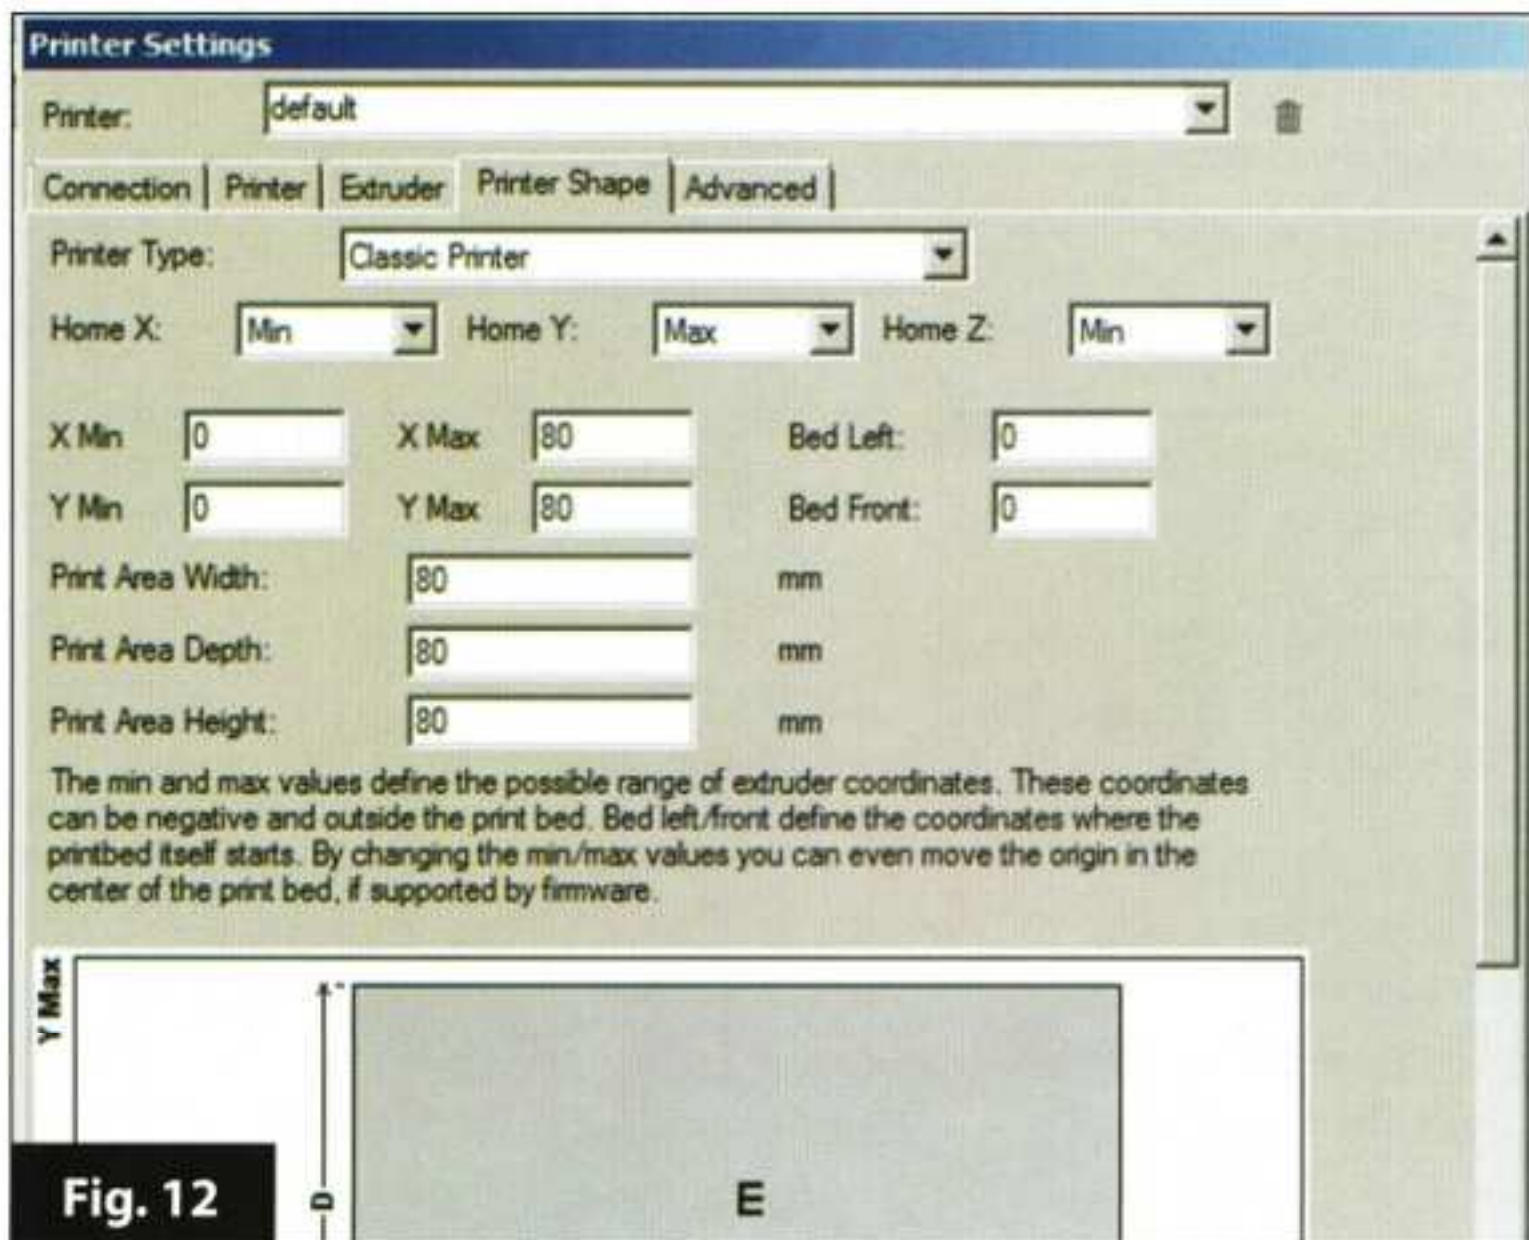 Printer Settings
Printer: default
Connection Printer Extruder Printer Shape Advanced
Printer Type: Classic Printer
Home X: Min Home Y: Max Home Z: Min
X Min 0 X Max 80 Bed Left: 0
Y Min 0 Y Max 80 Bed Front: 0
Print Area Width: 80 mm
Print Area Depth: 80 mm
Print Area Height: 80 mm
The min and max values define the possible range of extruder coordinates. These coordinates
can be negative and outside the print bed. Bed left/front define the coordinates where the
printbed itself starts. By changing the min/max values you can even move the origin in the
center of the print bed, if supported by firmware.
Y Max
D
E
Fig. 12